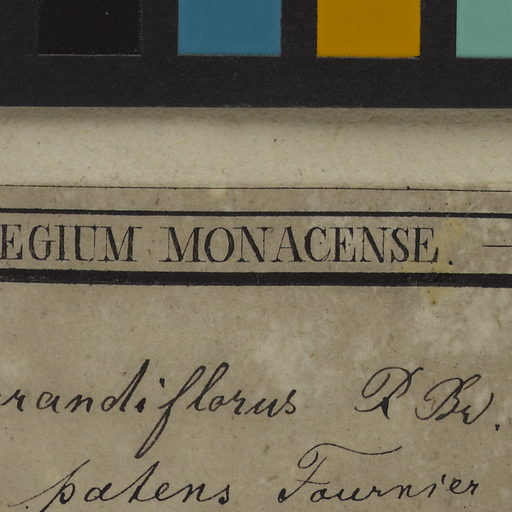 EGIUM MONACENSE. —
randiflorus R Br.
patens Fournier